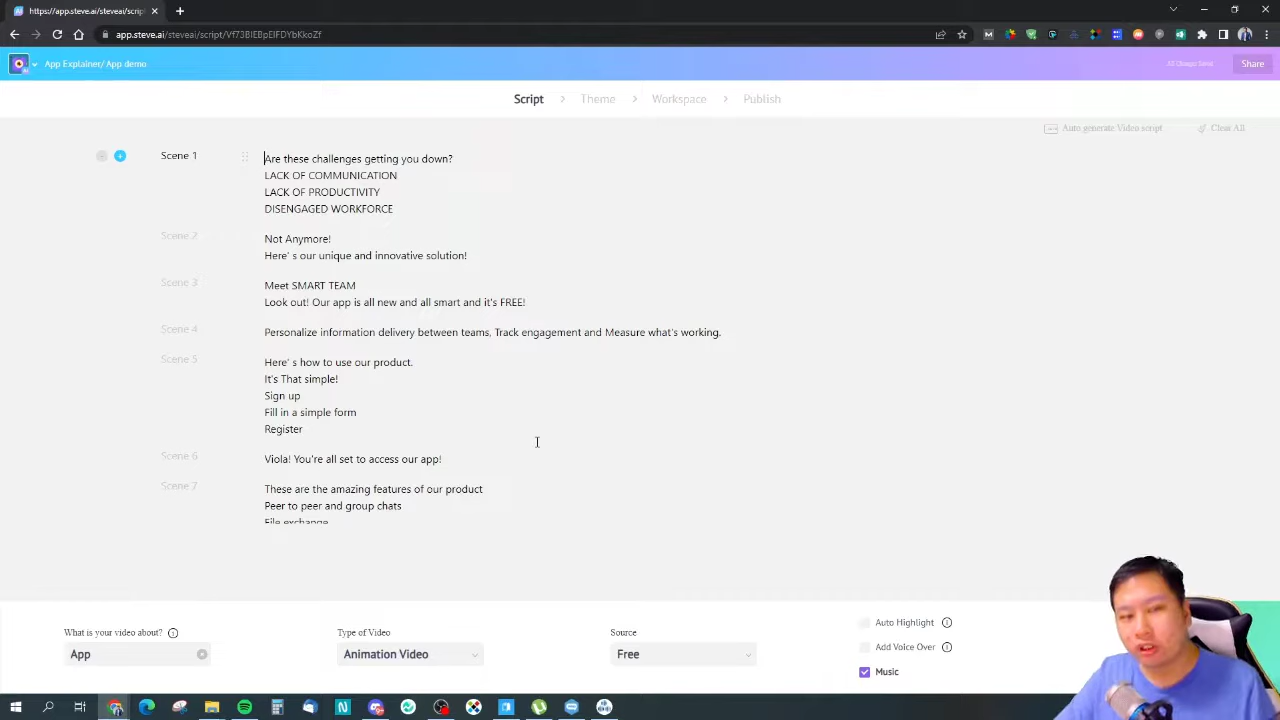 https://app.steve.ai/steveai/scrip
app.steve.ai/steveai/script/Vf73BIEBpEIFDYbKkoZf
App Explainer/ App demo
Share
Script
Theme
Workspace
Publish
Auto generate Video script
Clear All
Scene 1
Are these challenges getting you down?
LACK OF COMMUNICATION
LACK OF PRODUCTIVITY
DISENGAGED WORKFORCE
Scene 2
Not Anymore!
Here's our unique and innovative solution!
Scene 3
Meet SMART TEAM
Look out! Our app is all new and all smart and it's FREE!
Scene 4
Personalize information delivery between teams, Track engagement and Measure what's working.
Scene 5
Here's how to use our product.
It's That simple!
Sign up
Fill in a simple form
Register
Scene 6
Viola! You're all set to access our app!
Scene 7
These are the amazing features of our product
Peer to peer and group chats
File exchange
What is your video about?
App
Type of Video
Animation Video
Source
Free
Auto Highlight
Add Voice Over
Music